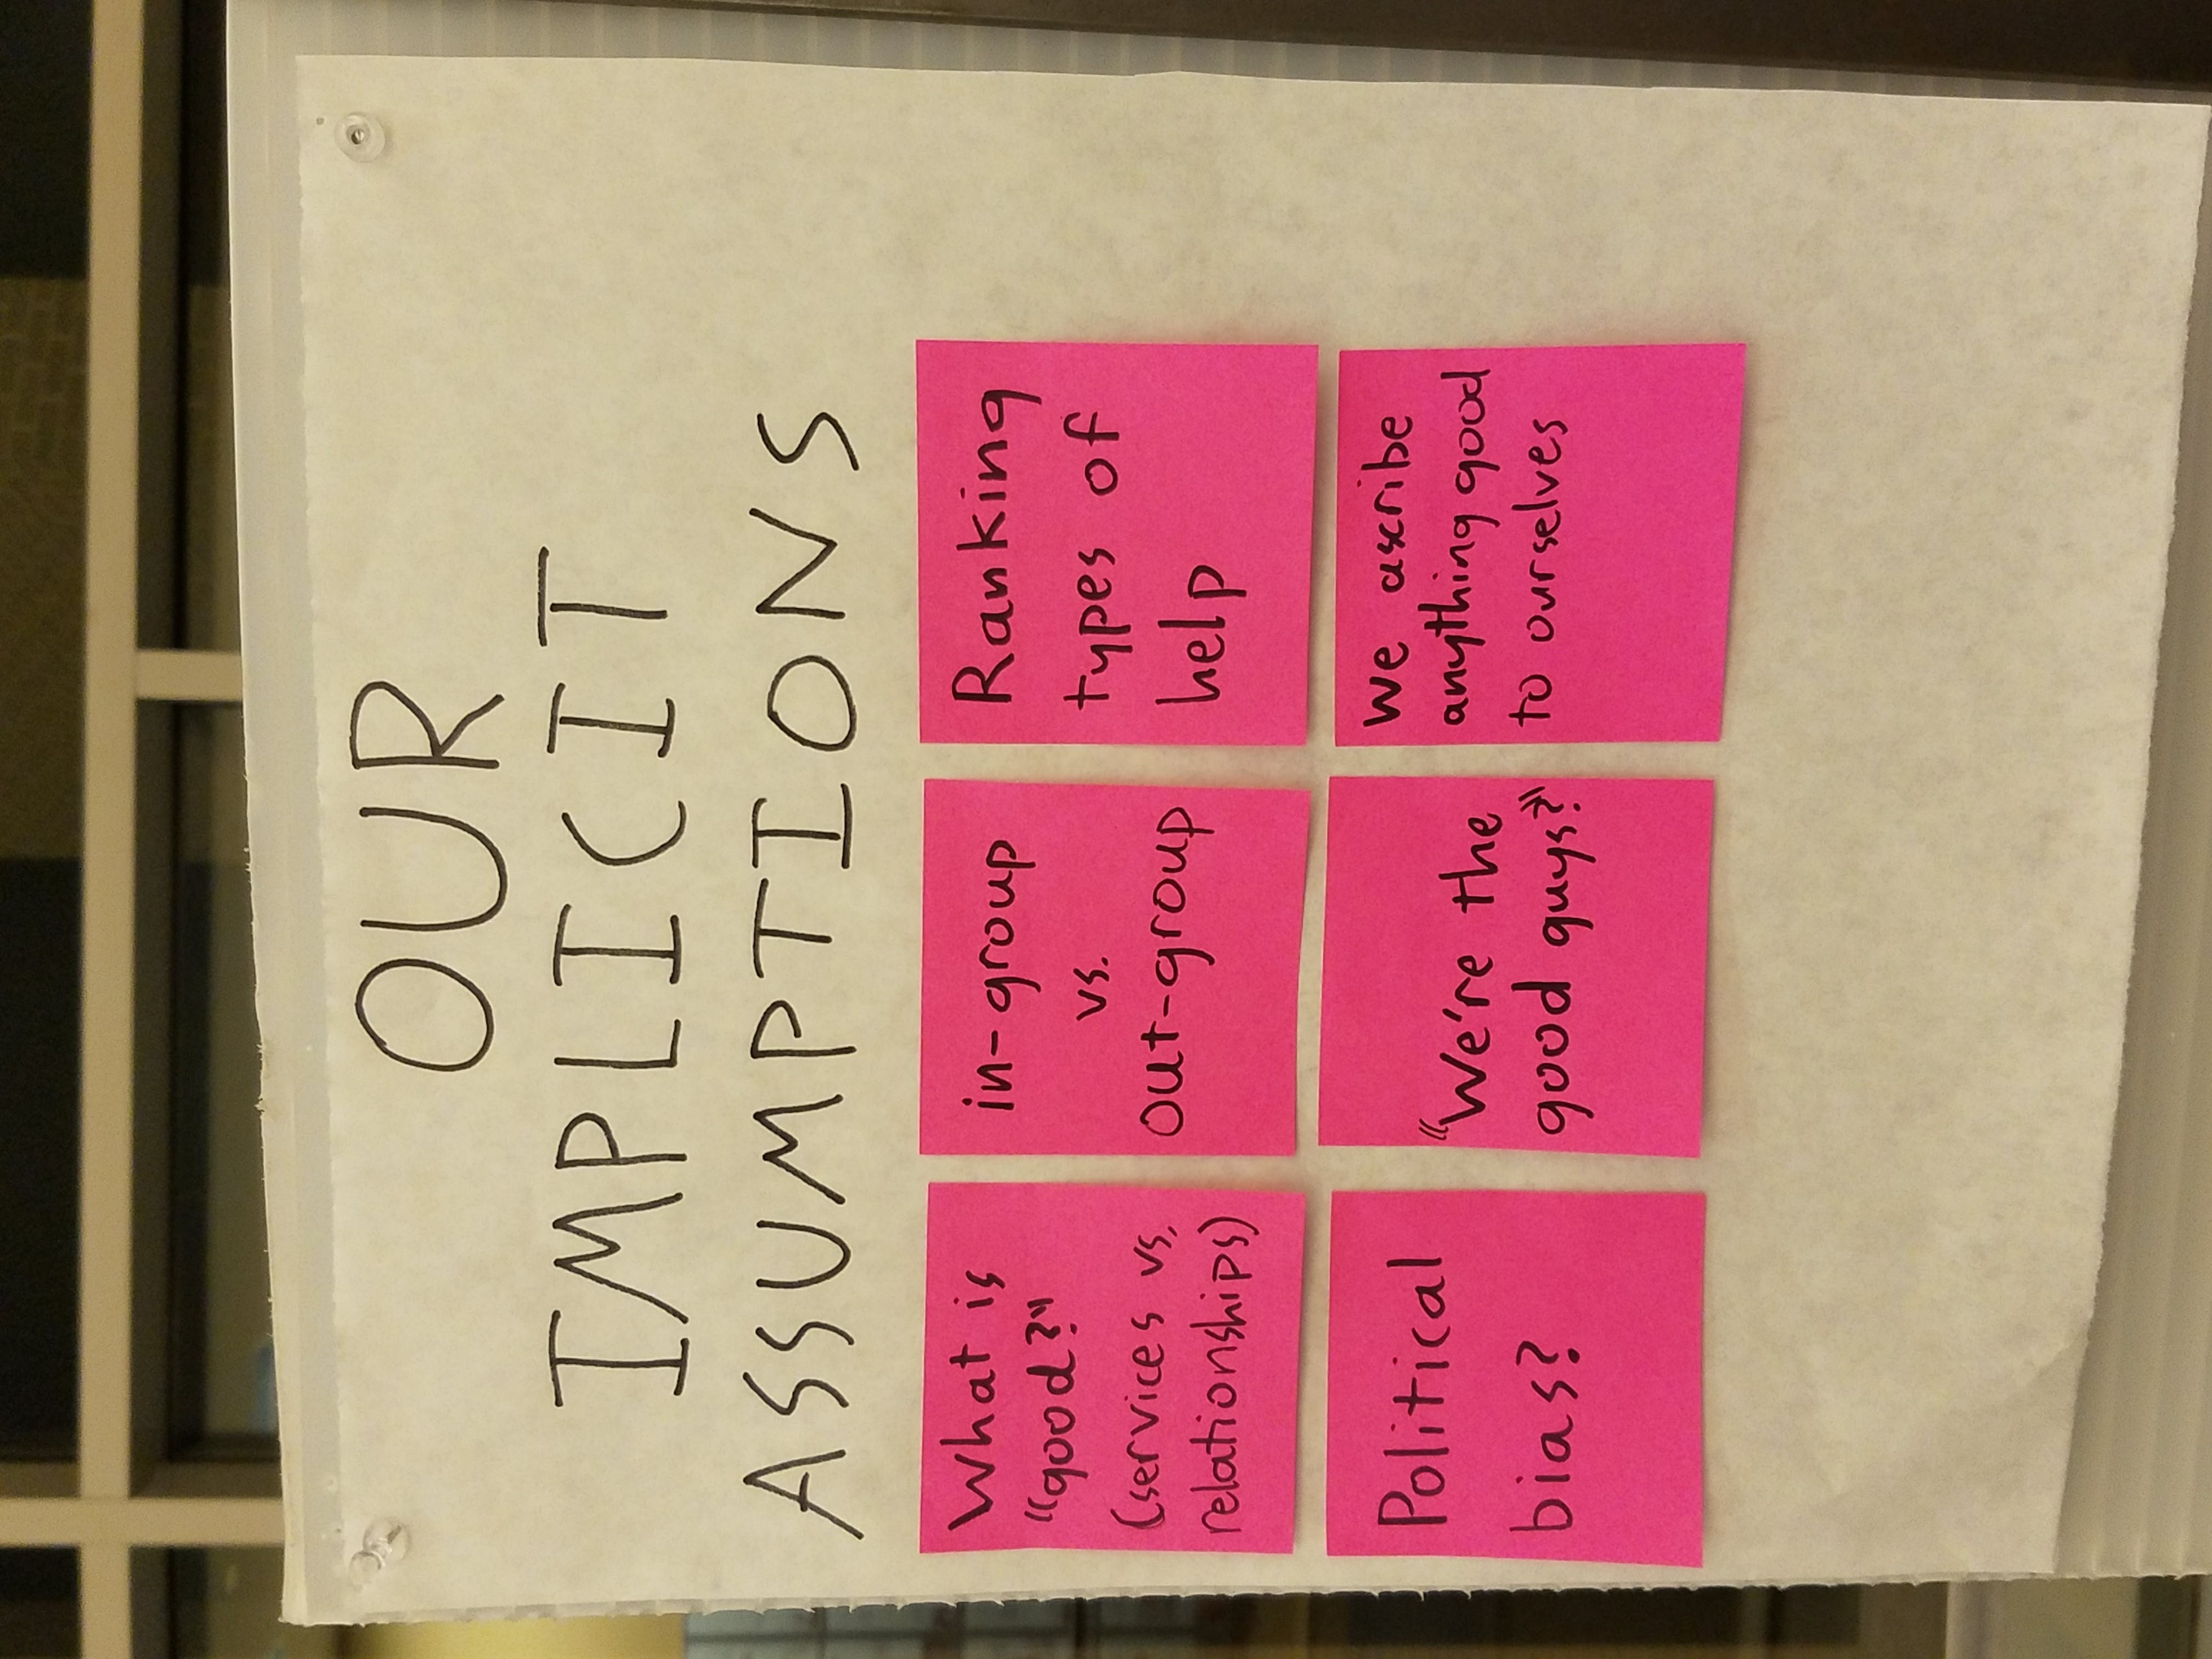 OUR
IMPLICIT
ASSUMPTIONS
What is
"good?"
(services vs.
relationships)
in-group
vs.
out-group
Ranking
types of
help
Political
bias?
"We're the
good guys?"
We ascribe
anything good
to ourselves